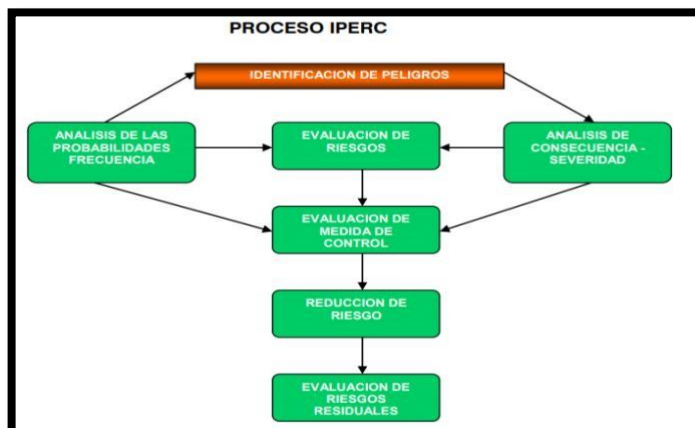 PROCESO IPERC
IDENTIFICACION DE PELIGROS
ANALISIS DE LAS
PROBABILIDADES
FRECUENCIA
EVALUACION DE
RIESGOS
ANALISIS DE
CONSECUENCIA -
SEVERIDAD
EVALUACION DE
MEDIDA DE
CONTROL
REDUCCION DE
RIESGO
EVALUACION DE
RIESGOS
RESIDUALES